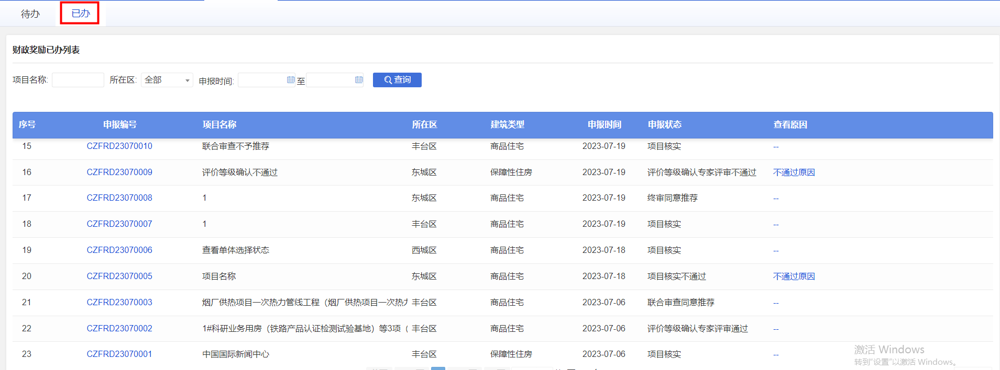 待办 已办
财政奖励已办列表
项目名称: 所在区: 全部 申报时间: 至 查询
序号 申报编号 项目名称 所在区 建筑类型 申报时间 申报状态 查看原因
15 CZFRD23070010 联合审查不予推荐 丰台区 商品住宅 2023-07-19 项目核实 --
16 CZFRD23070009 评价等级确认不通过 东城区 保障性住房 2023-07-19 评价等级确认专家评审不通过 不通过原因
17 CZFRD23070008 1 东城区 商品住宅 2023-07-19 终审同意推荐 --
18 CZFRD23070007 1 丰台区 商品住宅 2023-07-19 项目核实 --
19 CZFRD23070006 查看单体选择状态 西城区 商品住宅 2023-07-18 项目核实 --
20 CZFRD23070005 项目名称 东城区 商品住宅 2023-07-18 项目核实不通过 不通过原因
21 CZFRD23070003 烟厂供热项目一次热力管线工程（烟厂供热项目一次热力 丰台区 商品住宅 2023-07-06 联合审查同意推荐 --
22 CZFRD23070002 1#科研业务用房（铁路产品认证检测试验基地）等3项（ 丰台区 商品住宅 2023-07-06 评价等级确认专家评审通过 --
23 CZFRD23070001 中国国际新闻中心 丰台区 保障性住房 2023-07-06 项目核实 --
激活 Windows
转到“设置”以激活 Windows。